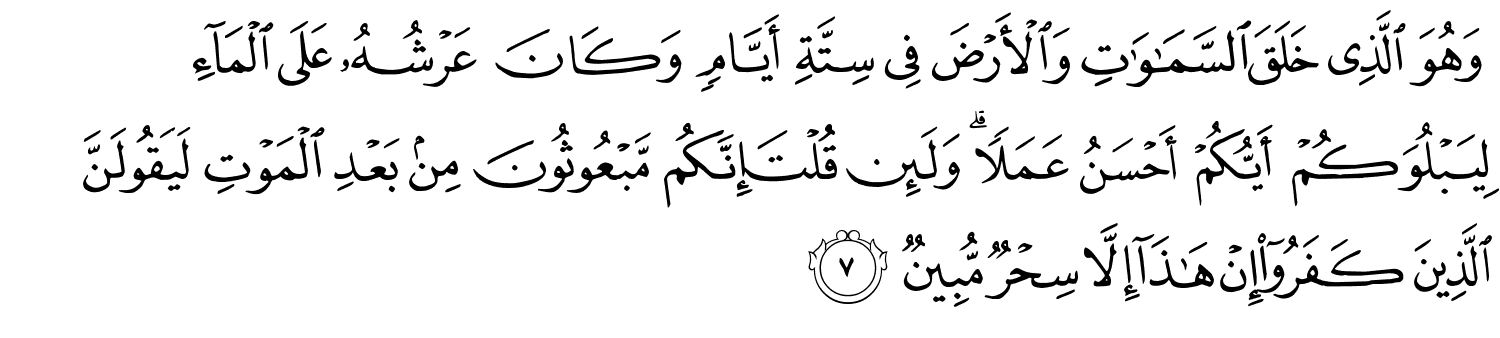 وَهُوَ ٱلَّذِى خَلَقَ ٱلسَّمَـٰوَٰتِ وَٱلْأَرْضَ فِى سِتَّةِ أَيَّامٍ وَكَانَ عَرْشُهُۥ عَلَى ٱلْمَآءِ
لِيَبْلُوَكُمْ أَيُّكُمْ أَحْسَنُ عَمَلًا ۗ وَلَئِن قُلْتَ إِنَّكُم مَّبْعُوثُونَ مِنۢ بَعْدِ ٱلْمَوْتِ لَيَقُولَنَّ
ٱلَّذِينَ كَفَرُوٓا۟ إِنْ هَـٰذَآ إِلَّا سِحْرٌ مُّبِينٌ ٧